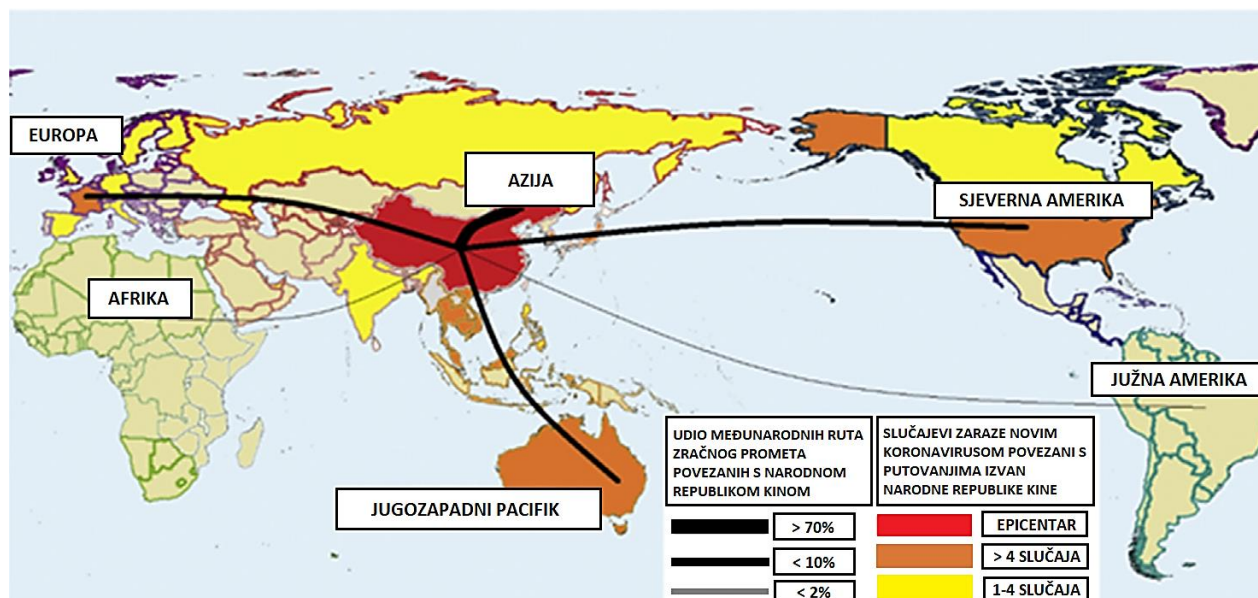 EUROPA
AZIJA
SJEVERNA AMERIKA
AFRIKA
JUŽNA AMERIKA
JUGOZAPADNI PACIFIK
UDIO MEĐUNARODNIH RUTA
ZRAČNOG PROMETA
POVEZANIH S NARODNOM
REPUBLIKOM KINOM
> 70%
< 10%
< 2%
SLUČAJEVI ZARAZE NOVIM
KORONAVIRUSOM POVEZANI S
PUTOVANJIMA IZVAN
NARODNE REPUBLIKE KINE
EPICENTAR
> 4 SLUČAJA
1-4 SLUČAJA